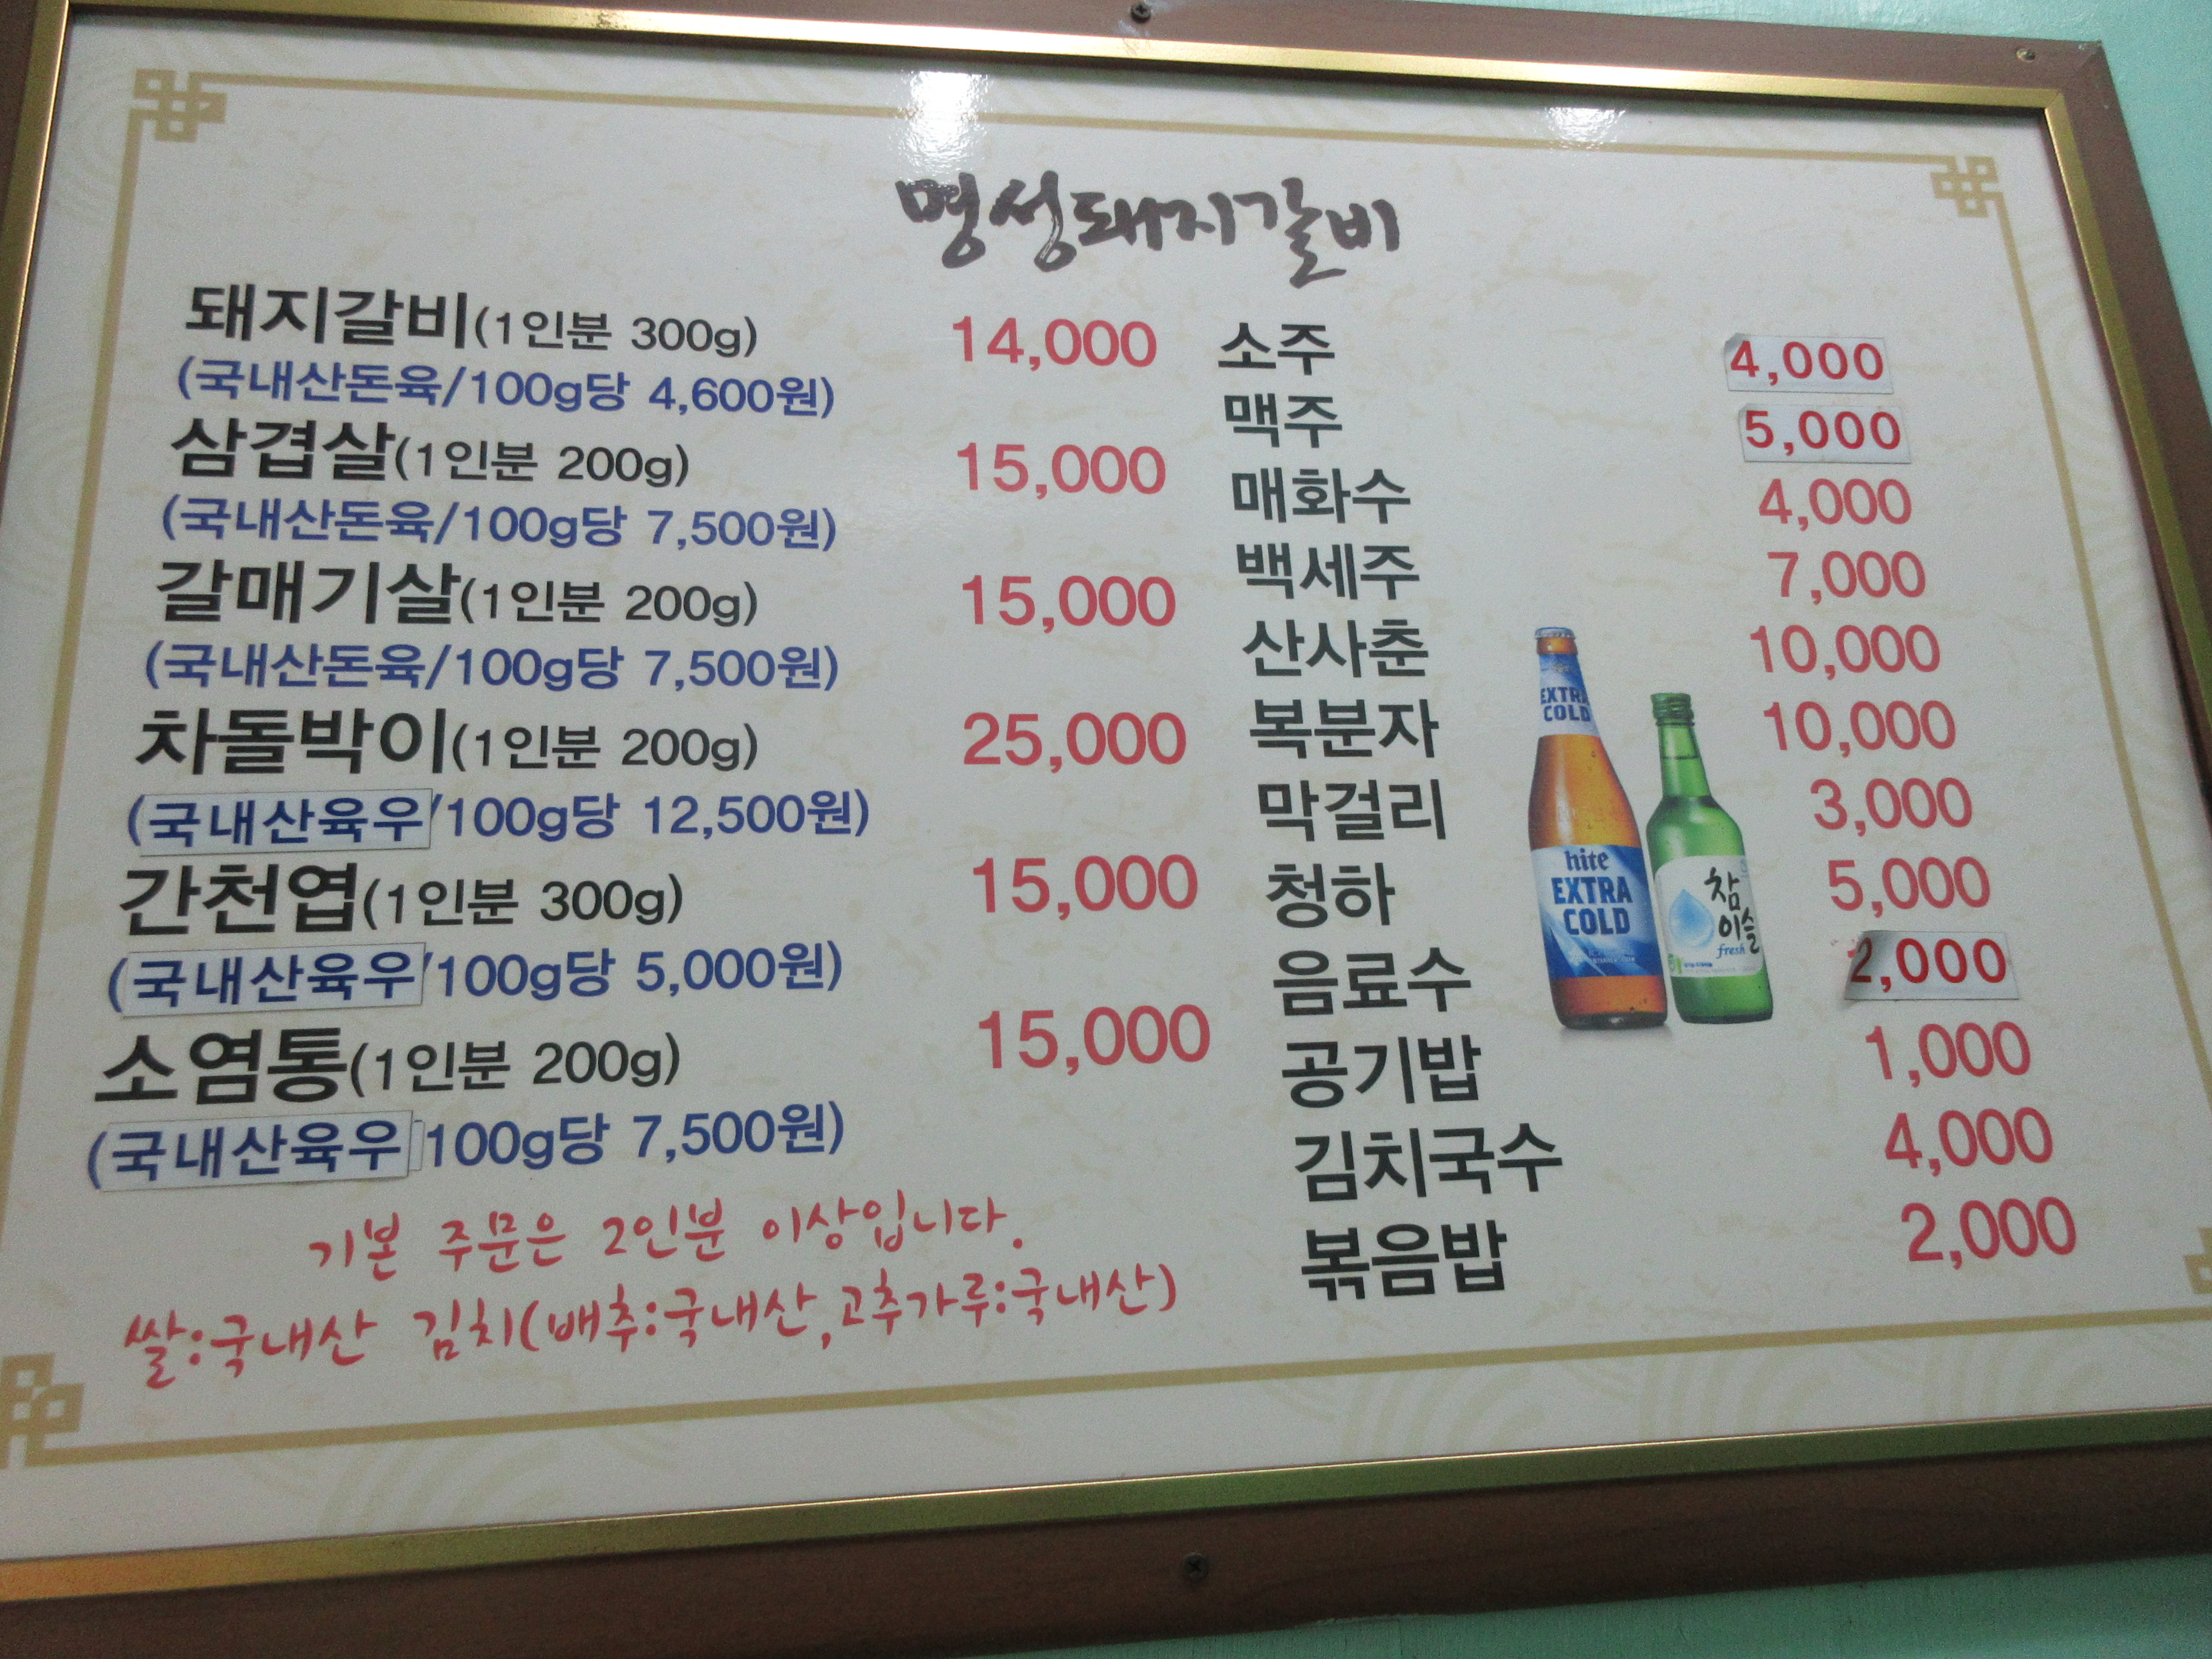 명성돼지갈비
돼지갈비(1인분 300g) 14,000
(국내산돈육/100g당 4,600원)
삼겹살(1인분 200g) 15,000
(국내산돈육/100g당 7,500원)
갈매기살(1인분 200g) 15,000
(국내산돈육/100g당 7,500원)
차돌박이(1인분 200g) 25,000
(국내산육우/100g당 12,500원)
간천엽(1인분 300g) 15,000
(국내산육우/100g당 5,000원)
소염통(1인분 200g) 15,000
(국내산육우 100g당 7,500원)
기본 주문은 2인분 이상입니다.
쌀:국내산 김치(배추:국내산,고추가루:국내산)
소주 4,000
맥주 5,000
매화수 4,000
백세주 7,000
산사춘 10,000
복분자 10,000
막걸리 3,000
청하 5,000
음료수 2,000
공기밥 1,000
김치국수 4,000
볶음밥 2,000
EXTRA
COLD
hite
EXTRA
COLD
참
이슬
fresh